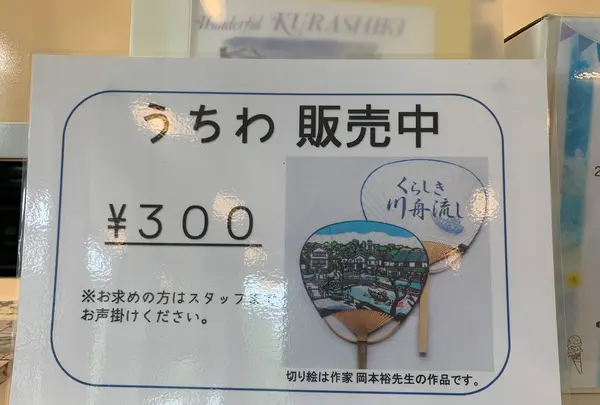 Wonderful KURASHIKI
うちわ 販売中
¥300
※お求めの方はスタッフまで
お声掛けください。
くらしき
川舟流し
切り絵は作家 岡本裕先生の作品です。
2